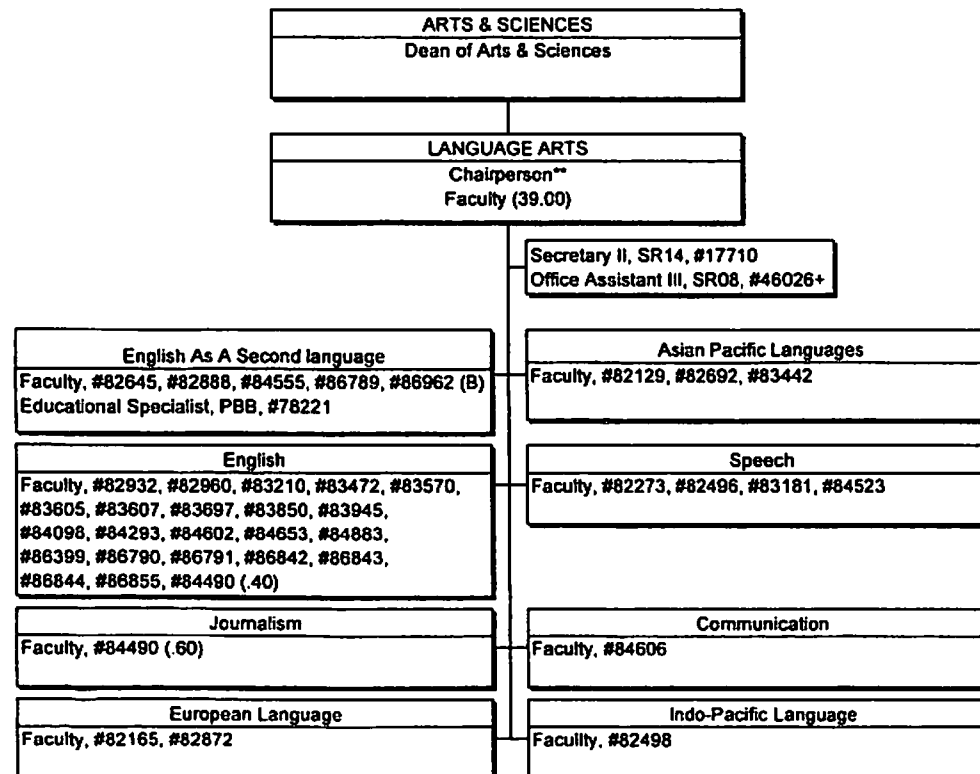 ARTS & SCIENCES
Dean of Arts & Sciences
LANGUAGE ARTS
Chairperson**
Faculty (39.00)
Secretary II, SR14, #17710
Office Assistant III, SR08, #46026+
English As A Second language
Faculty, #82645, #82888, #84555, #86789, #86962 (B)
Educational Specialist, PBB, #78221
Asian Pacific Languages
Faculty, #82129, #82692, #83442
English
Faculty, #82932, #82960, #83210, #83472, #83570,
#83605, #83607, #83697, #83850, #83945,
#84098, #84293, #84602, #84653, #84883,
#86399, #86790, #86791, #86842, #86843,
#86844, #86855, #84490 (.40)
Speech
Faculty, #82273, #82496, #83181, #84523
Journalism
Faculty, #84490 (.60)
Communication
Faculty, #84606
European Language
Faculty, #82165, #82872
Indo-Pacific Language
Facuility, #82498